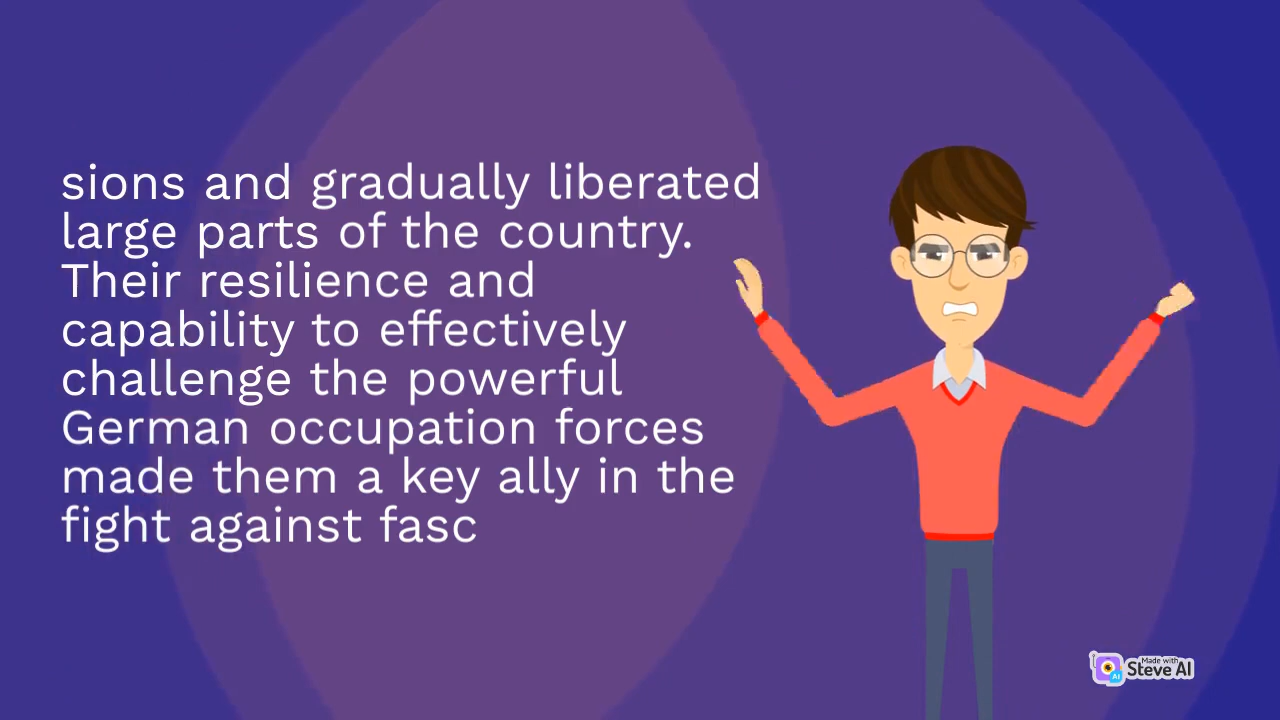 sions and gradually liberated
large parts of the country.
Their resilience and
capability to effectively
challenge the powerful
German occupation forces
made them a key ally in the
fight against fasc
Made with
Steve AI
AI